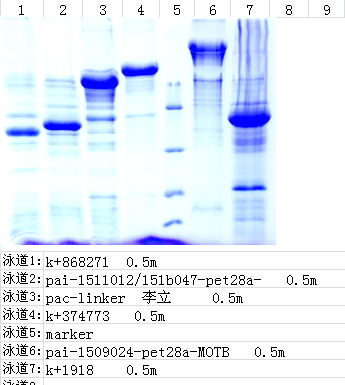 1 2 3 4 5 6 7 8 9
泳道1: k+868271 0.5m
泳道2: pai-1511012/151b047-pet28a- 0.5m
泳道3: pac-linker 李立 0.5m
泳道4: k+374773 0.5m
泳道5: marker
泳道6: pai-1509024-pet28a-MOTB 0.5m
泳道7: k+1918 0.5m